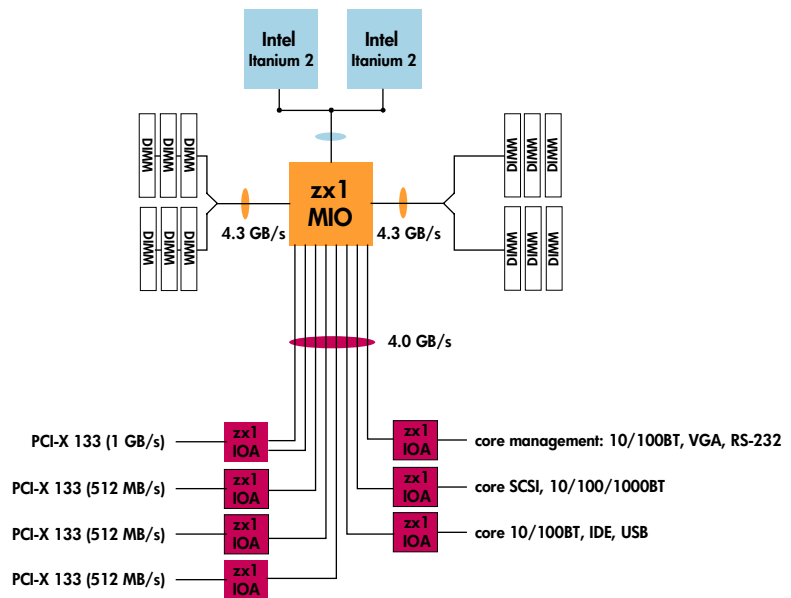 Intel
Itanium 2
Intel
Itanium 2
DIMM
DIMM
DIMM
DIMM
DIMM
DIMM
DIMM
DIMM
DIMM
DIMM
DIMM
DIMM
zx1
MIO
4.3 GB/s
4.3 GB/s
4.0 GB/s
PCI-X 133 (1 GB/s)
zx1
IOA
zx1
IOA
core management: 10/100BT, VGA, RS-232
PCI-X 133 (512 MB/s)
zx1
IOA
zx1
IOA
core SCSI, 10/100/1000BT
PCI-X 133 (512 MB/s)
zx1
IOA
zx1
IOA
core 10/100BT, IDE, USB
PCI-X 133 (512 MB/s)
zx1
IOA